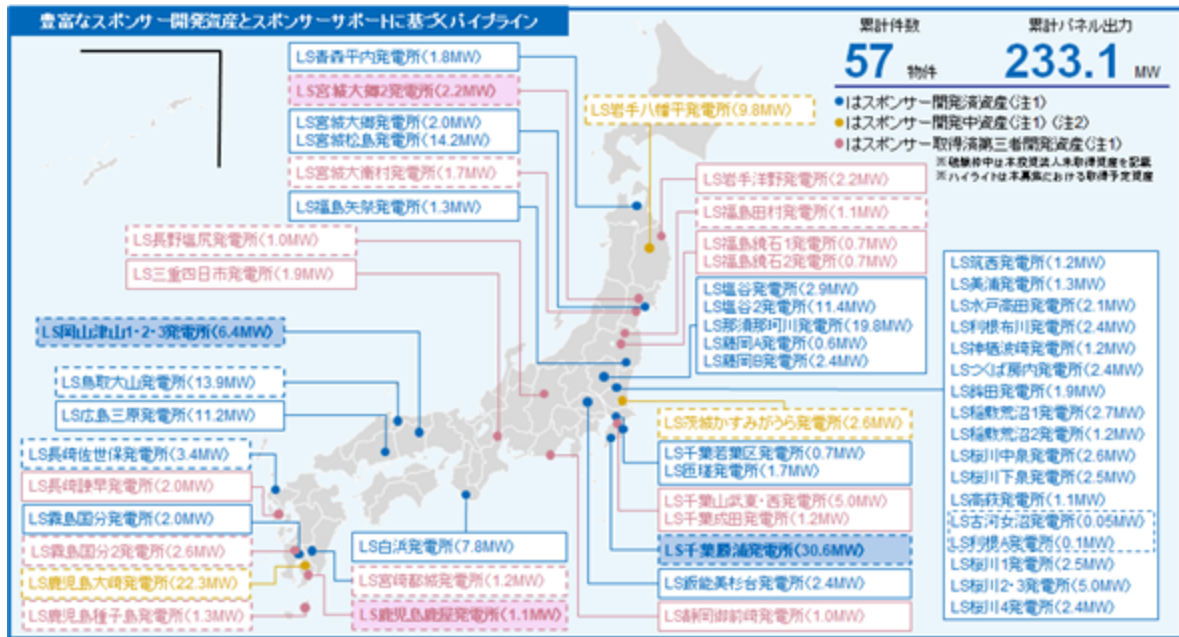 豊富なスポンサー開発資産とスポンサーサポートに基づくパイプライン
累計件数
57 物件
累計パネル出力
233.1 MW
●はスポンサー開発済資産(注1)
●はスポンサー開発中資産(注1)(注2)
●はスポンサー取得済第三者開発資産(注1)
※破線枠中は本投資法人未取得資産を記載
※ハイライトは本募集における取得予定資産
LS青森平内発電所(1.8MW)
LS宮城大郷2発電所(2.2MW)
LS宮城大郷発電所(2.0MW)
LS宮城松島発電所(14.2MW)
LS宮城大衡村発電所(1.7MW)
LS福島矢祭発電所(1.3MW)
LS長野塩尻発電所(1.0MW)
LS三重四日市発電所(1.9MW)
LS岡山津山1・2・3発電所(6.4MW)
LS鳥取大山発電所(13.9MW)
LS広島三原発電所(11.2MW)
LS長崎佐世保発電所(3.4MW)
LS長崎諫早発電所(2.0MW)
LS霧島国分発電所(2.0MW)
LS霧島国分2発電所(2.6MW)
LS鹿児島大崎発電所(22.3MW)
LS鹿児島種子島発電所(1.3MW)
LS白浜発電所(7.8MW)
LS宮崎都城発電所(1.2MW)
LS鹿児島鹿屋発電所(1.1MW)
LS岩手八幡平発電所(9.8MW)
LS岩手洋野発電所(2.2MW)
LS福島田村発電所(1.1MW)
LS福島鏡石1発電所(0.7MW)
LS福島鏡石2発電所(0.7MW)
LS塩谷発電所(2.9MW)
LS塩谷2発電所(11.4MW)
LS那須那珂川発電所(19.8MW)
LS藤岡A発電所(0.6MW)
LS藤岡B発電所(2.4MW)
LS茨城かすみがうら発電所(2.6MW)
LS千葉若葉区発電所(0.7MW)
LS匝瑳発電所(1.7MW)
LS千葉山武東・西発電所(5.0MW)
LS千葉成田発電所(1.2MW)
LS千葉勝浦発電所(30.6MW)
LS飯能美杉台発電所(2.4MW)
LS静岡御前崎発電所(1.0MW)
LS筑西発電所(1.2MW)
LS美浦発電所(1.3MW)
LS水戸高田発電所(2.1MW)
LS利根布川発電所(2.4MW)
LS神栖波崎発電所(1.2MW)
LSつくば房内発電所(2.4MW)
LS鉾田発電所(1.9MW)
LS稲敷荒沼1発電所(2.7MW)
LS稲敷荒沼2発電所(1.2MW)
LS桜川中泉発電所(2.6MW)
LS桜川下泉発電所(2.5MW)
LS高萩発電所(1.1MW)
LS古河女沼発電所(0.05MW)
LS利根A発電所(0.1MW)
LS桜川1発電所(2.5MW)
LS桜川2・3発電所(5.0MW)
LS桜川4発電所(2.4MW)